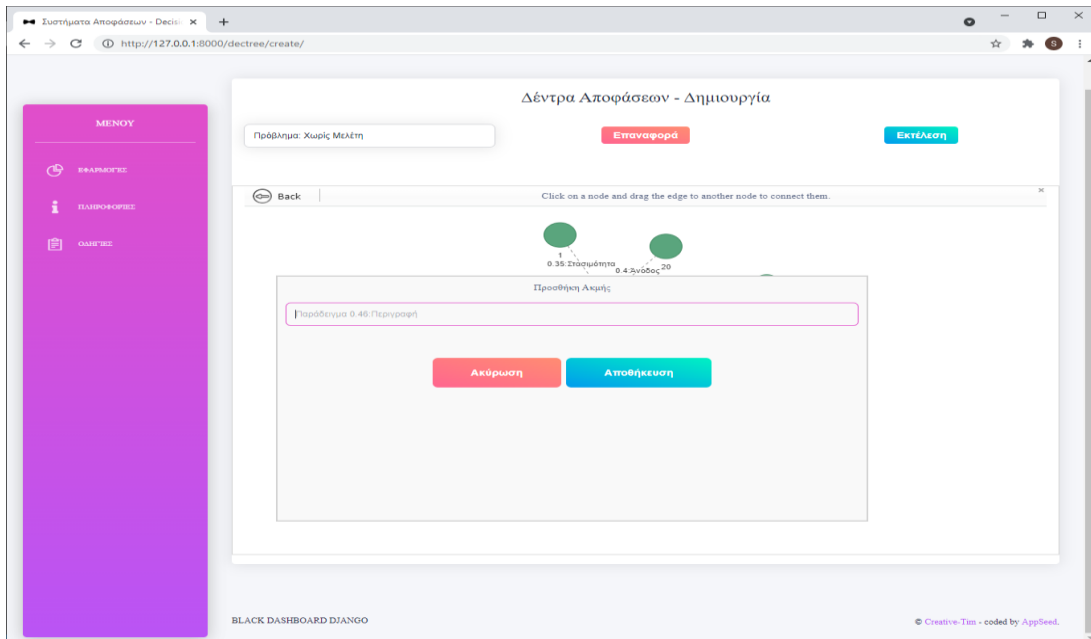 Συστήματα Αποφάσεων - Decisi
http://127.0.0.1:8000/dectree/create/
S
Δέντρα Αποφάσεων - Δημιουργία
ΜΕΝΟΥ
Πρόβλημα: Χωρίς Μελέτη
Επαναφορά
Εκτέλεση
ΕΦΑΡΜΟΓΕΣ
ΠΛΗΡΟΦΟΡΙΕΣ
ΟΔΗΓΙΕΣ
Back
Click on a node and drag the edge to another node to connect them.
1
0.35:Στασιμότητα
0.4:Άνοδος
20
Προσθήκη Ακμής
Παράδειγμα 0.46:Περιγραφή
Ακύρωση
Αποθήκευση
BLACK DASHBOARD DJANGO
© Creative-Tim - coded by AppSeed.